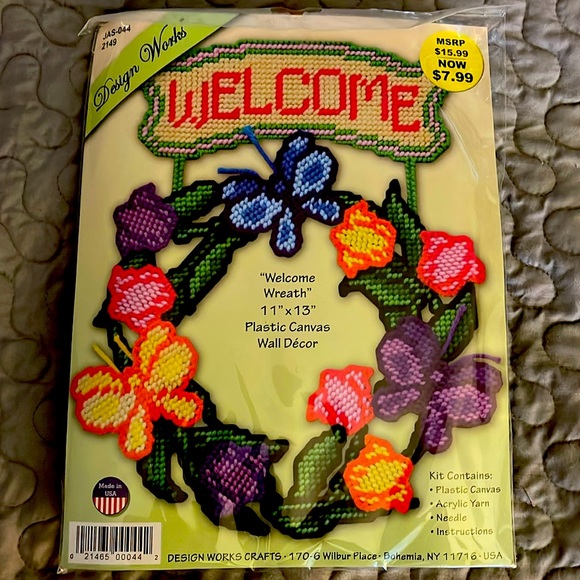 JAS-044
2149
Design Works
MSRP
$15.99
NOW
$7.99
WELCOME
"Welcome
Wreath"
11"x13"
Plastic Canvas
Wall Décor
Kit Contains:
• Plastic Canvas
• Acrylic Yarn
• Needle
• Instructions
Made in
USA
0 21465 00044 2
DESIGN WORKS CRAFTS • 170-6 Wilbur Place • Bohemia, NY 11716 • USA